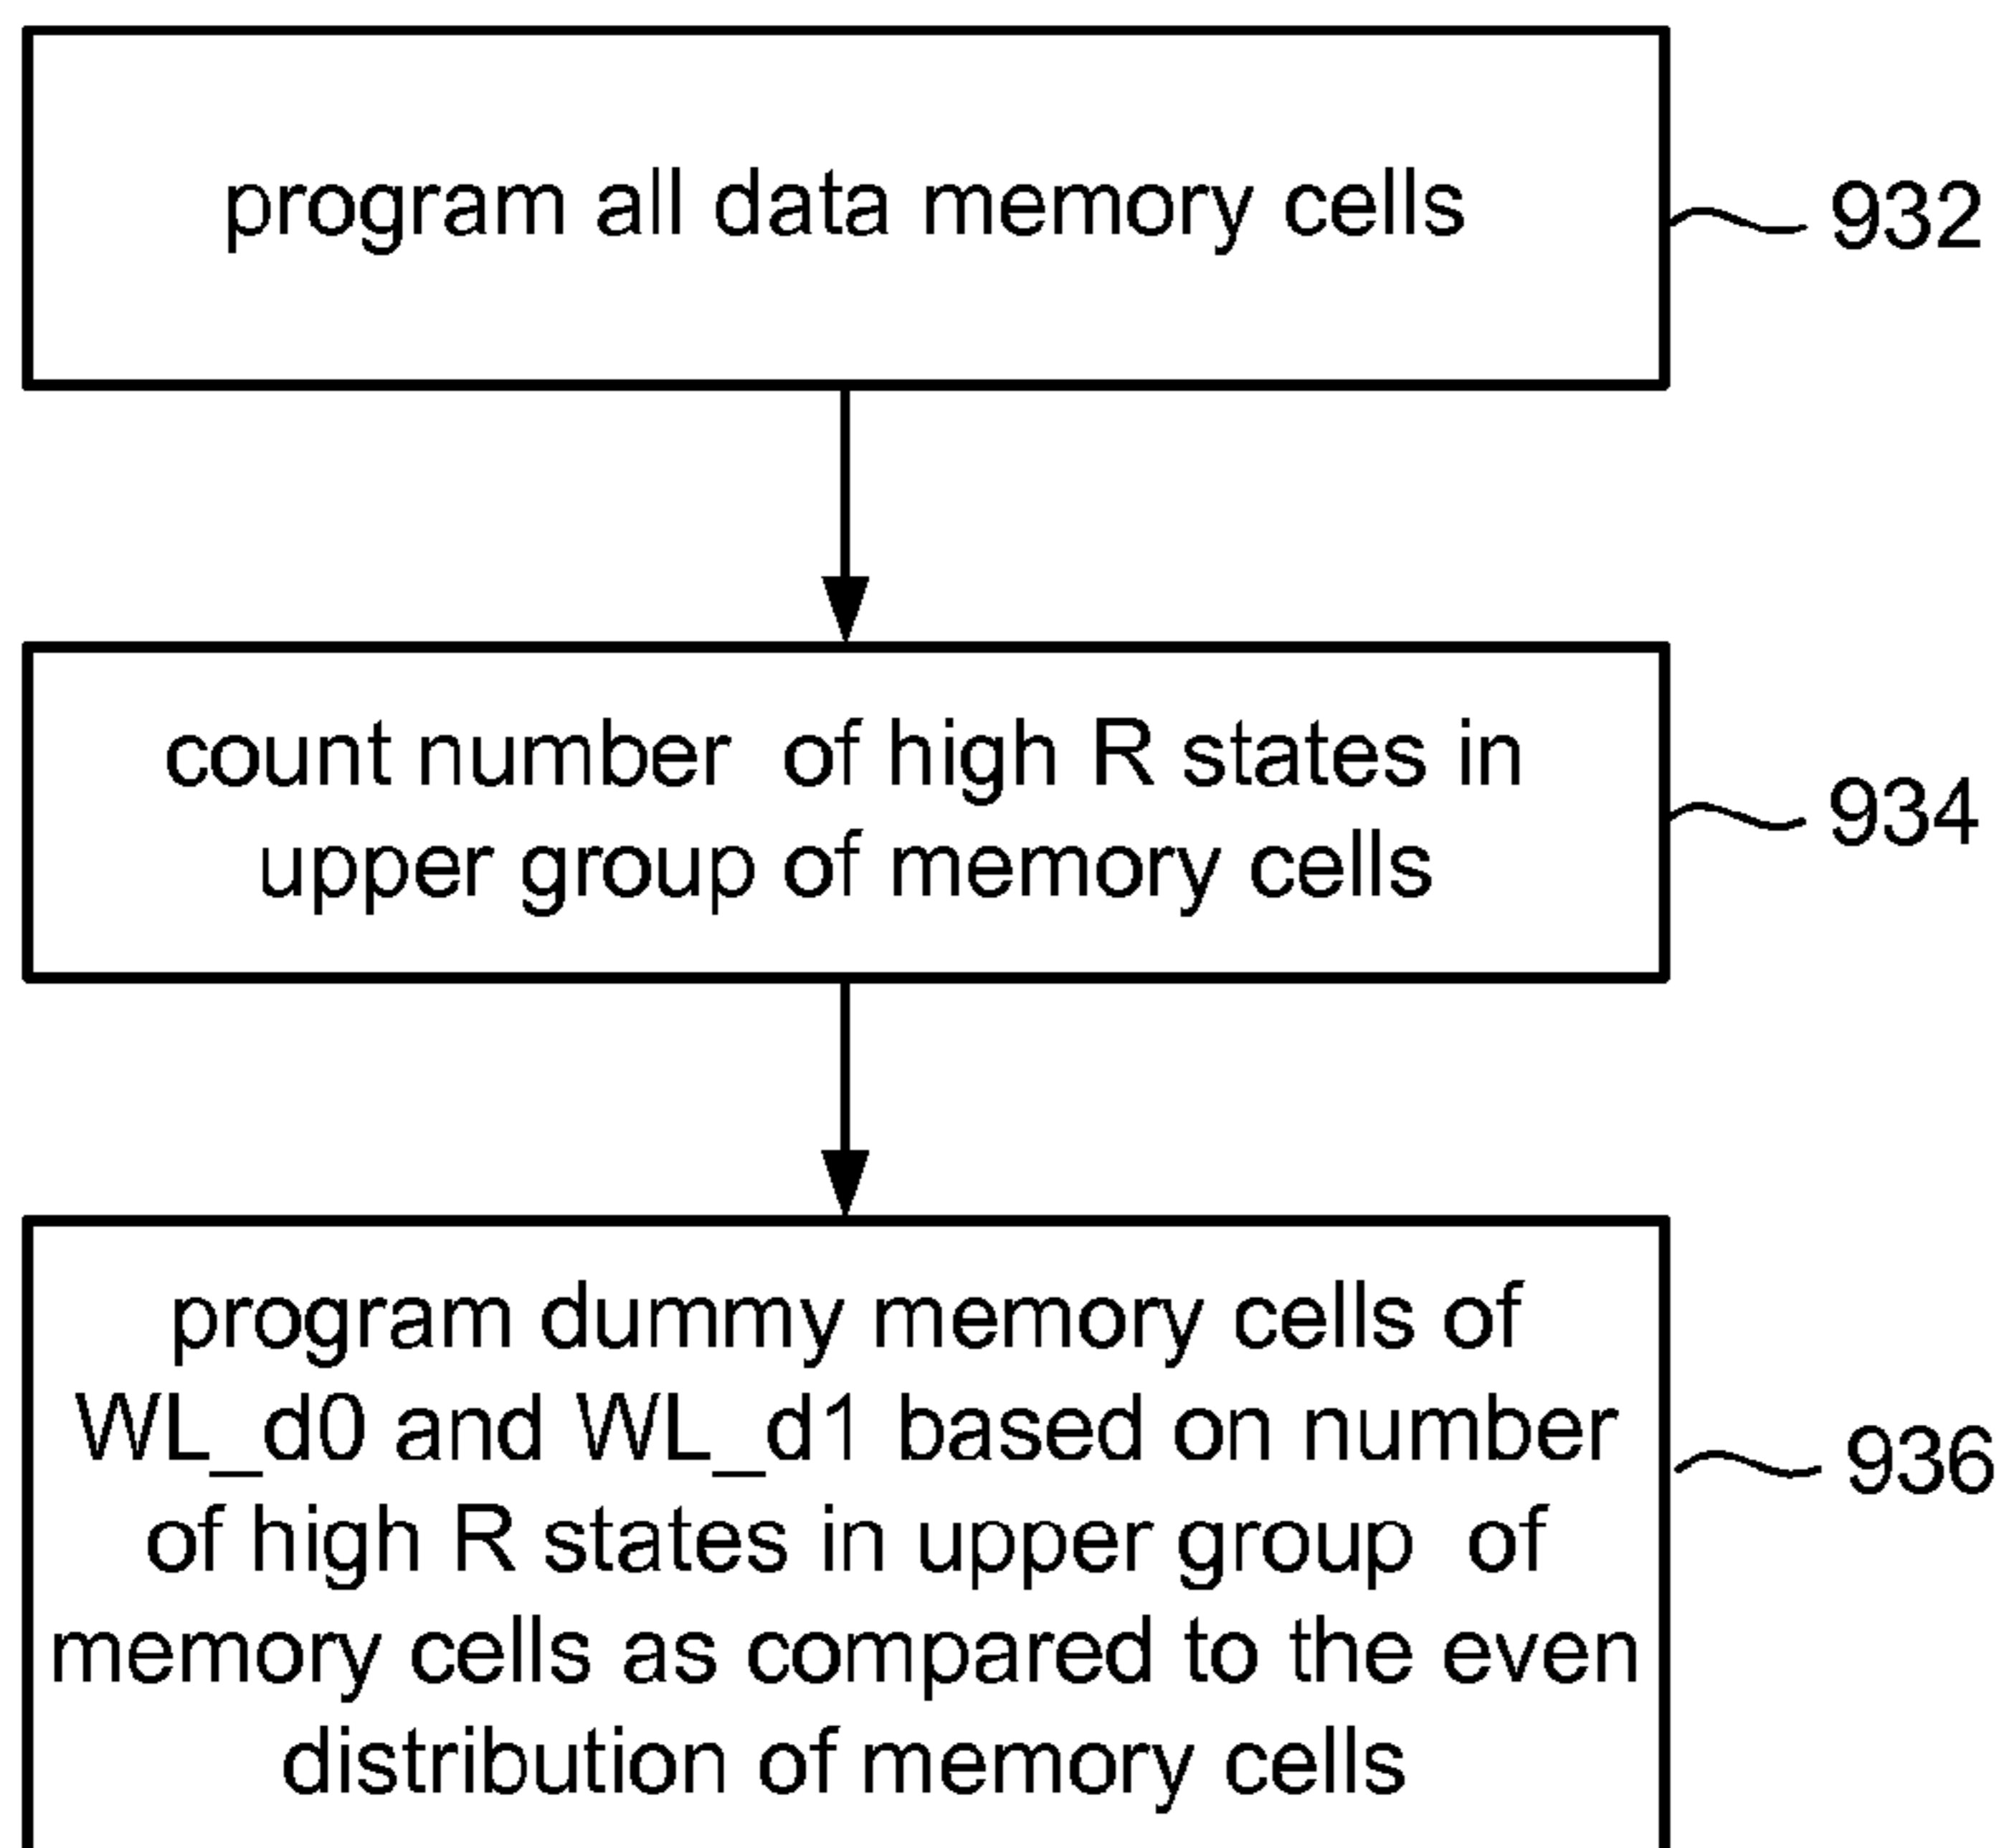 program all data memory cells
932
count number of high R states in
upper group of memory cells
934
program dummy memory cells of
WL_d0 and WL_d1 based on number
of high R states in upper group of
memory cells as compared to the even
distribution of memory cells
936